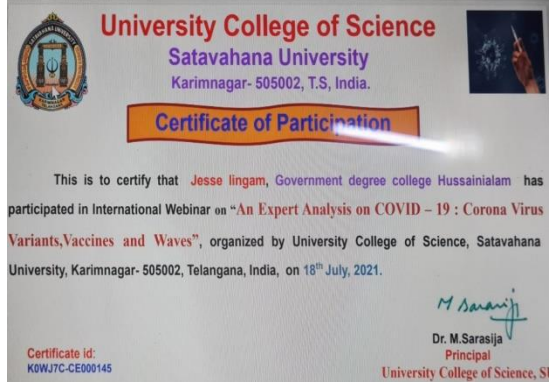 University College of Science
Satavahana University
Karimnagar- 505002, T.S, India.
Certificate of Participation
This is to certify that Jesse lingam, Government degree college Hussainialam has
participated in International Webinar on “An Expert Analysis on COVID – 19 : Corona Virus
Variants,Vaccines and Waves”, organized by University College of Science, Satavahana
University, Karimnagar- 505002, Telangana, India, on 18th July, 2021.
M Sarasija
Dr. M.Sarasija
Principal
University College of Science, S
Certificate id:
K0WJ7C-CE000145